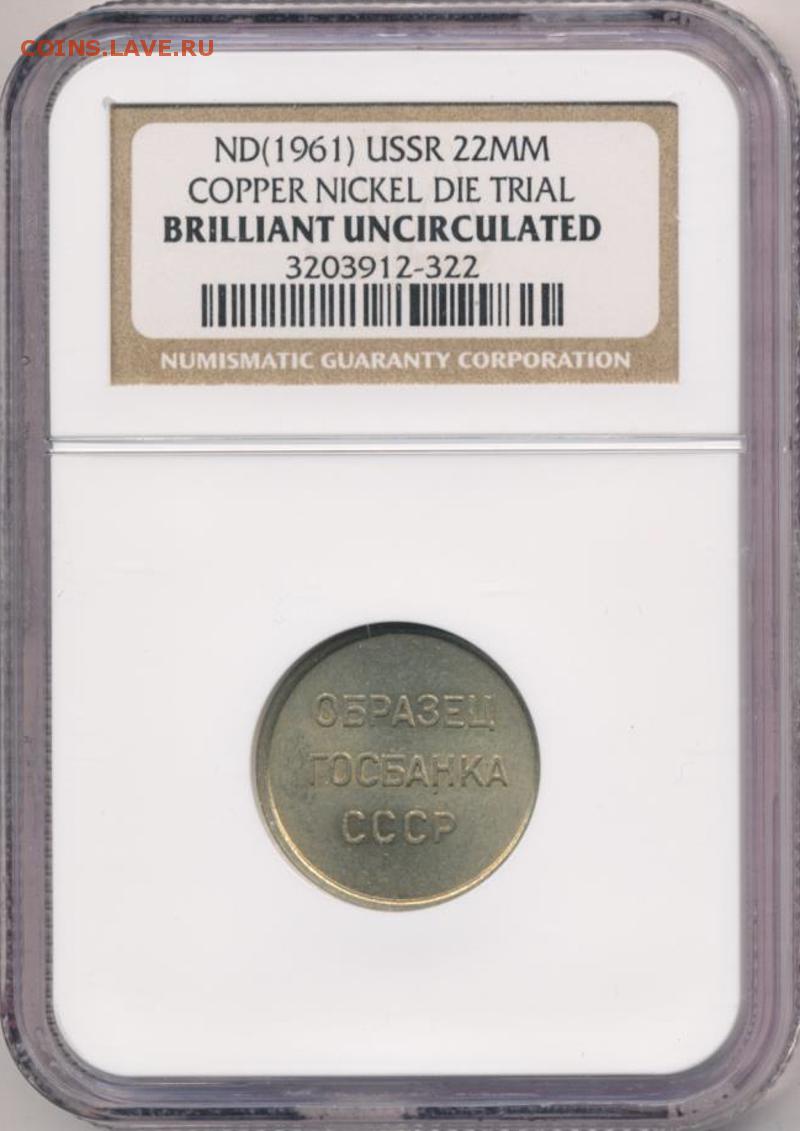 COINS.LAVE.RU
ND(1961) USSR 22MM
COPPER NICKEL DIE TRIAL
BRILLIANT UNCIRCULATED
3203912-322
NUMISMATIC GUARANTY CORPORATION
ОБРАЗЕЦ
ГОСБАНКА
СССР